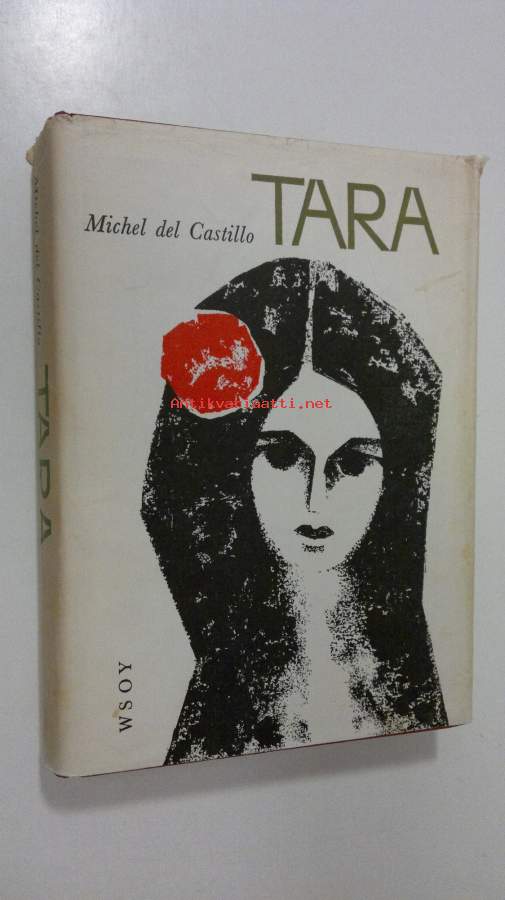 TARA
Michel del Castillo
Antikvariaatti.net
WSOY
Michel del Castillo
TARA